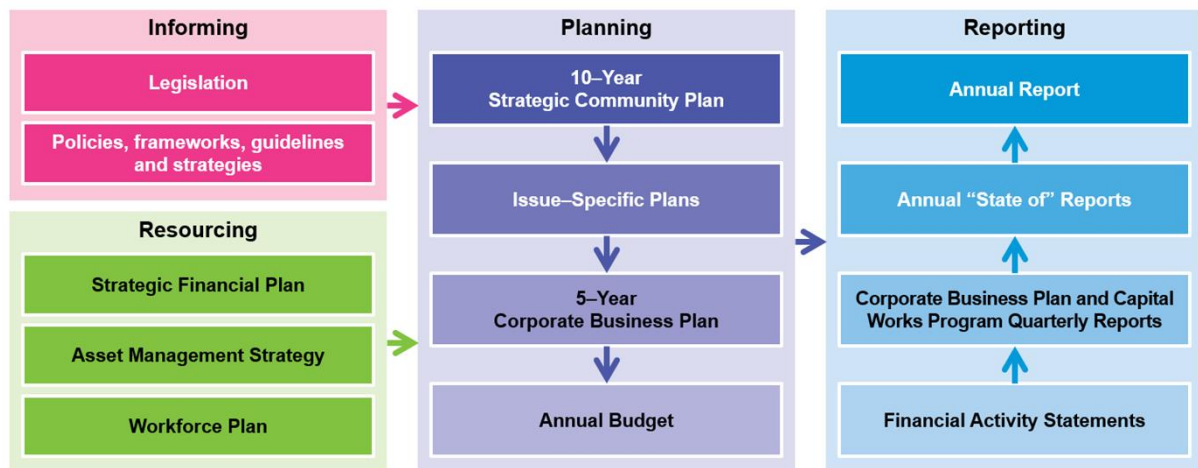 Informing
Legislation
Policies, frameworks, guidelines
and strategies
Resourcing
Strategic Financial Plan
Asset Management Strategy
Workforce Plan
Planning
10–Year
Strategic Community Plan
Issue–Specific Plans
5–Year
Corporate Business Plan
Annual Budget
Reporting
Annual Report
Annual “State of” Reports
Corporate Business Plan and Capital
Works Program Quarterly Reports
Financial Activity Statements